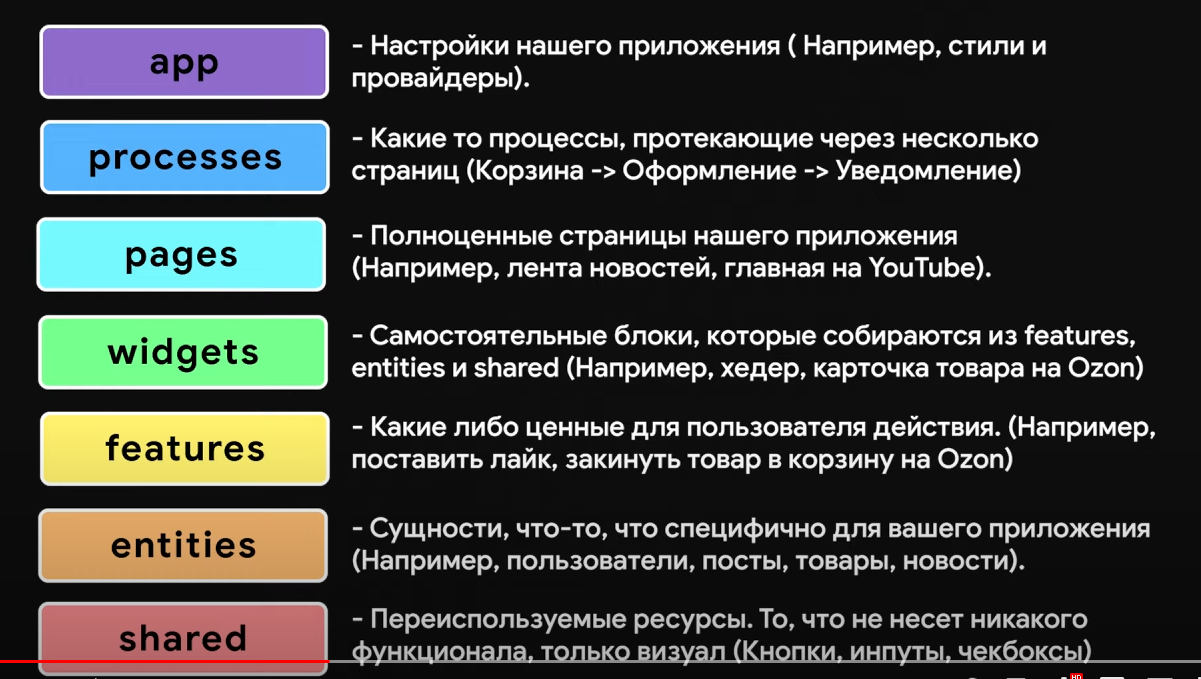 app
- Настройки нашего приложения ( Например, стили и
провайдеры).
processes
- Какие то процессы, протекающие через несколько
страниц (Корзина -> Оформление -> Уведомление)
pages
- Полноценные страницы нашего приложения
(Например, лента новостей, главная на YouTube).
widgets
- Самостоятельные блоки, которые собираются из features,
entities и shared (Например, хедер, карточка товара на Ozon)
features
- Какие либо ценные для пользователя действия. (Например,
поставить лайк, закинуть товар в корзину на Ozon)
entities
- Сущности, что-то, что специфично для вашего приложения
(Например, пользователи, посты, товары, новости).
shared
- Переиспользуемые ресурсы. То, что не несет никакого
функционала, только визуал (Кнопки, инпуты, чекбоксы)
HD